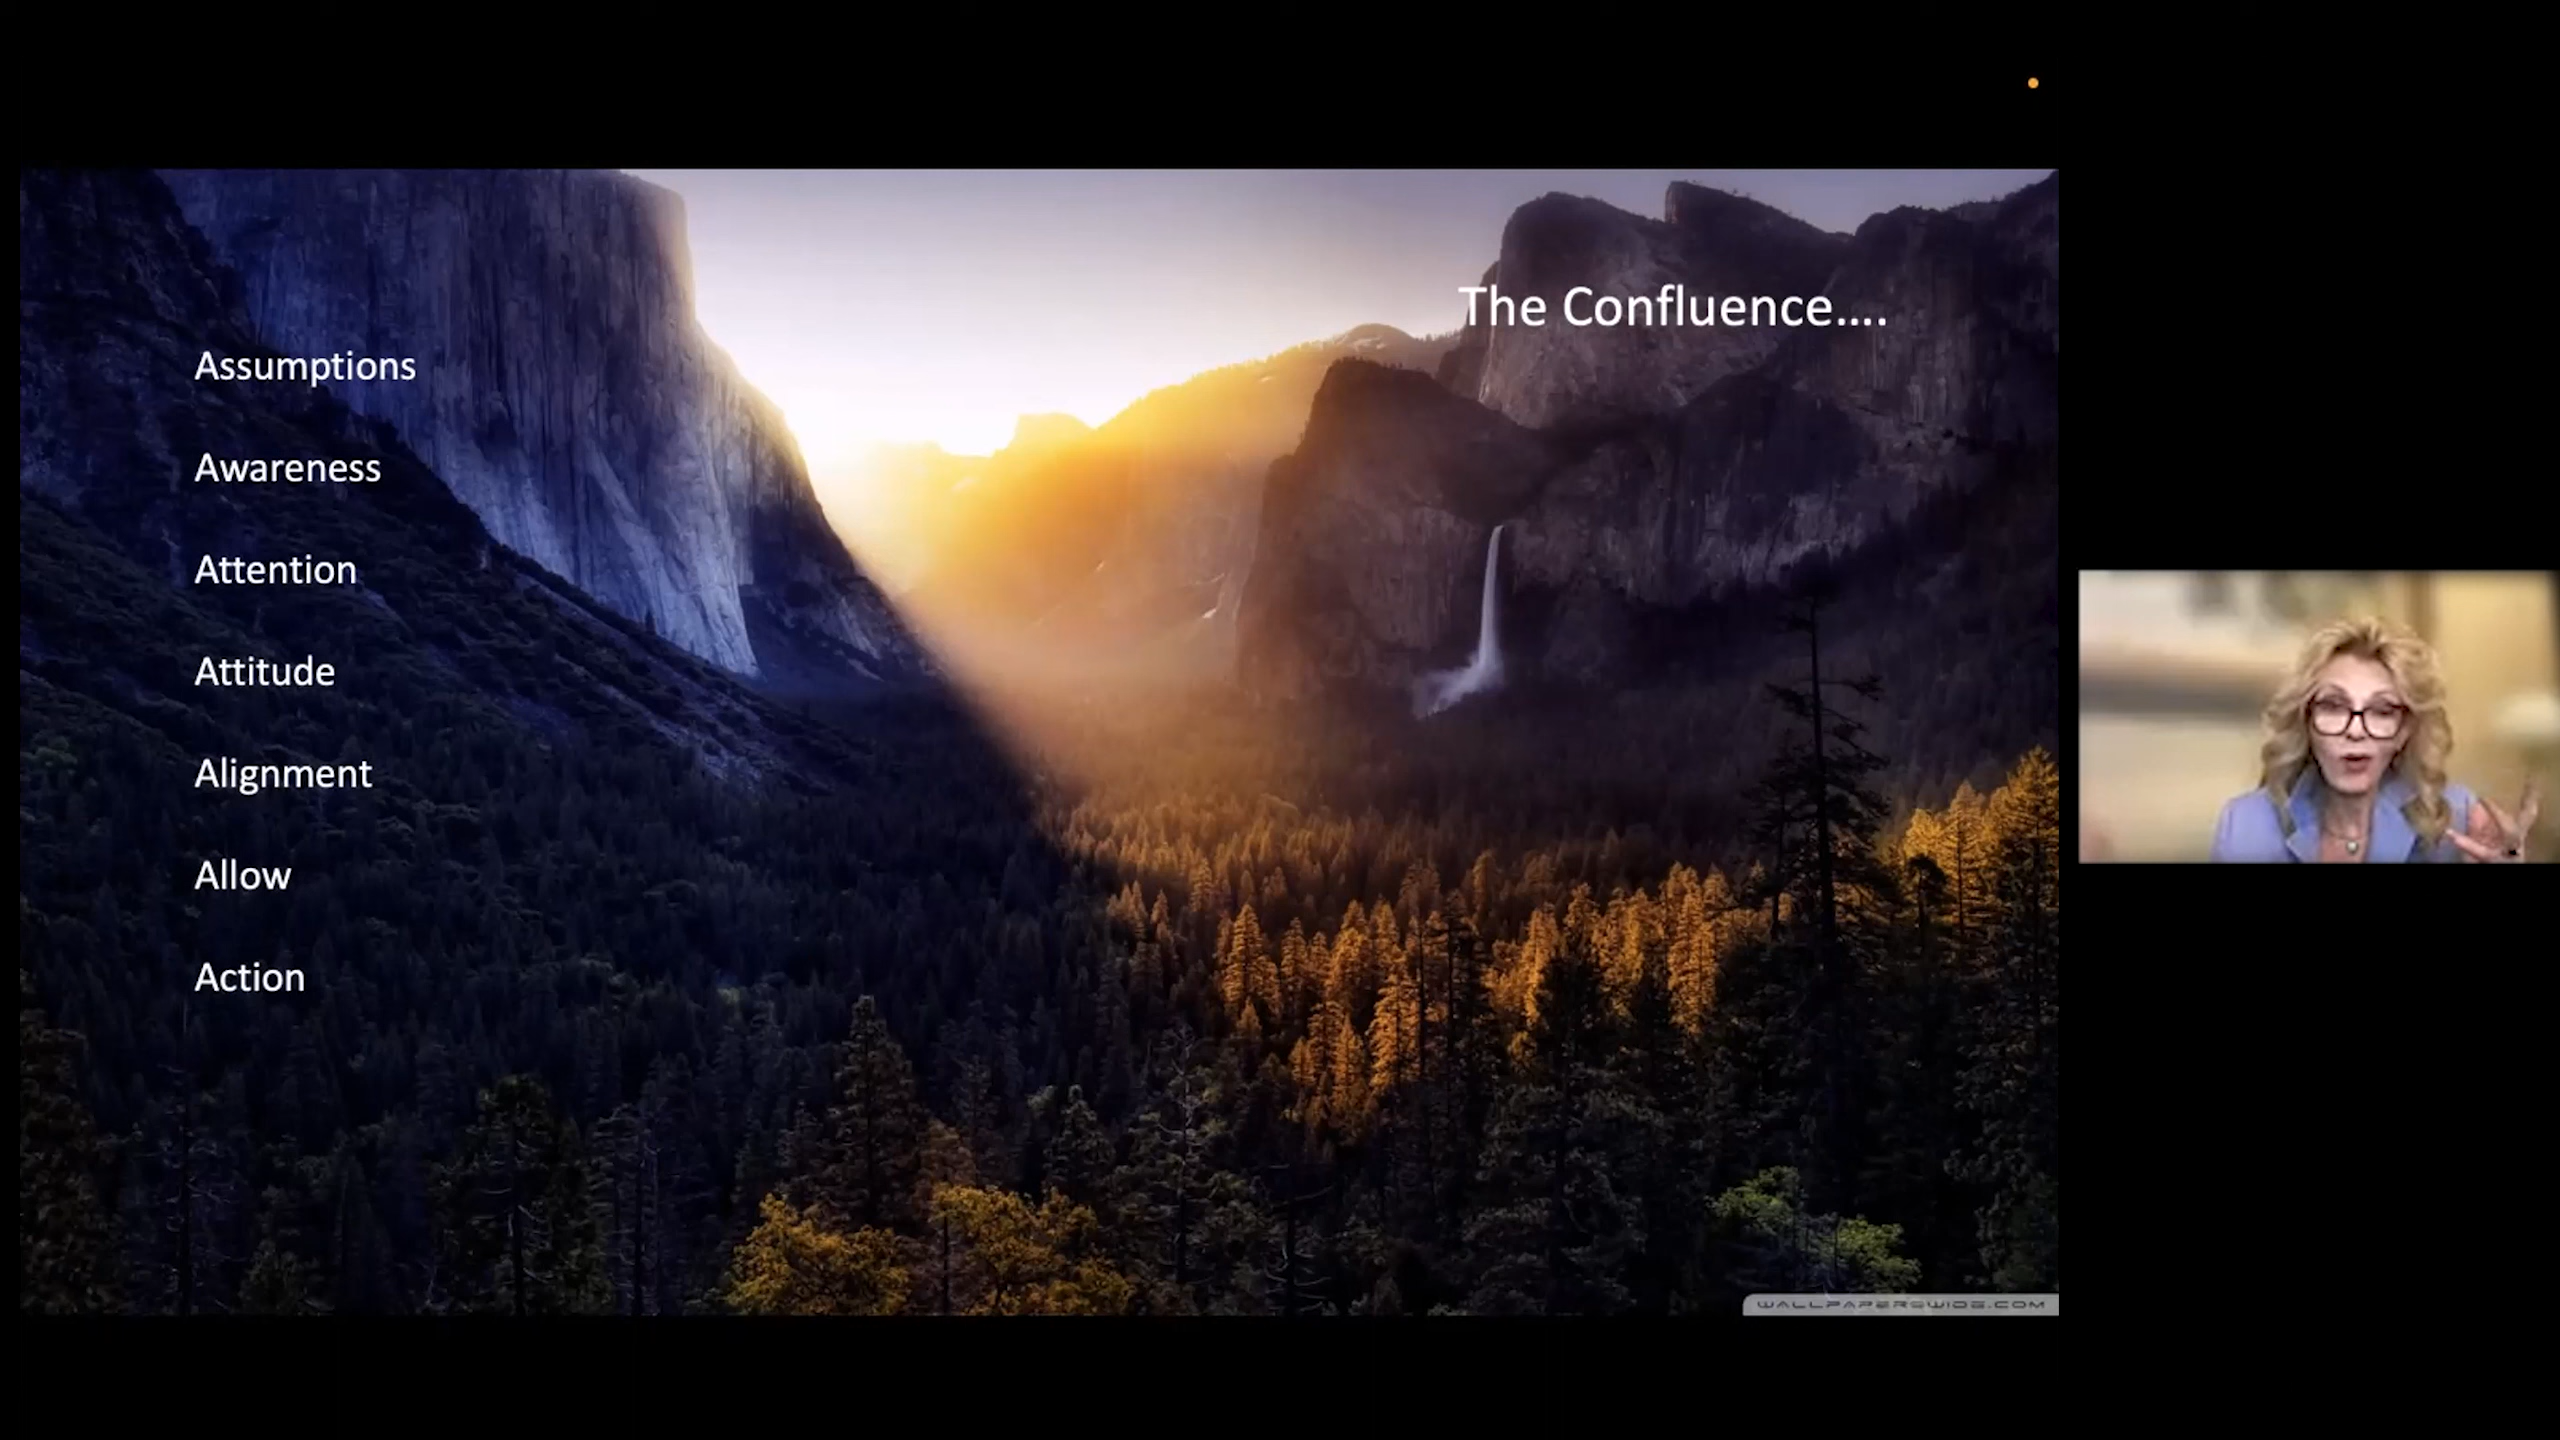 The Confluence....
Assumptions
Awareness
Attention
Attitude
Alignment
Allow
Action
WALLPAPERSWIDE.COM